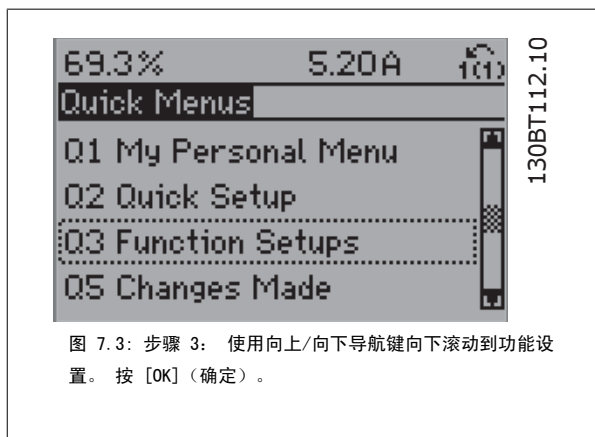 69.3% 5.20A 1(1)
Quick Menus
Q1 My Personal Menu
Q2 Quick Setup
Q3 Function Setups
Q5 Changes Made
130BT112.10
图 7.3: 步骤 3: 使用向上/向下导航键向下滚动到功能设
置。 按 [OK]（确定）。